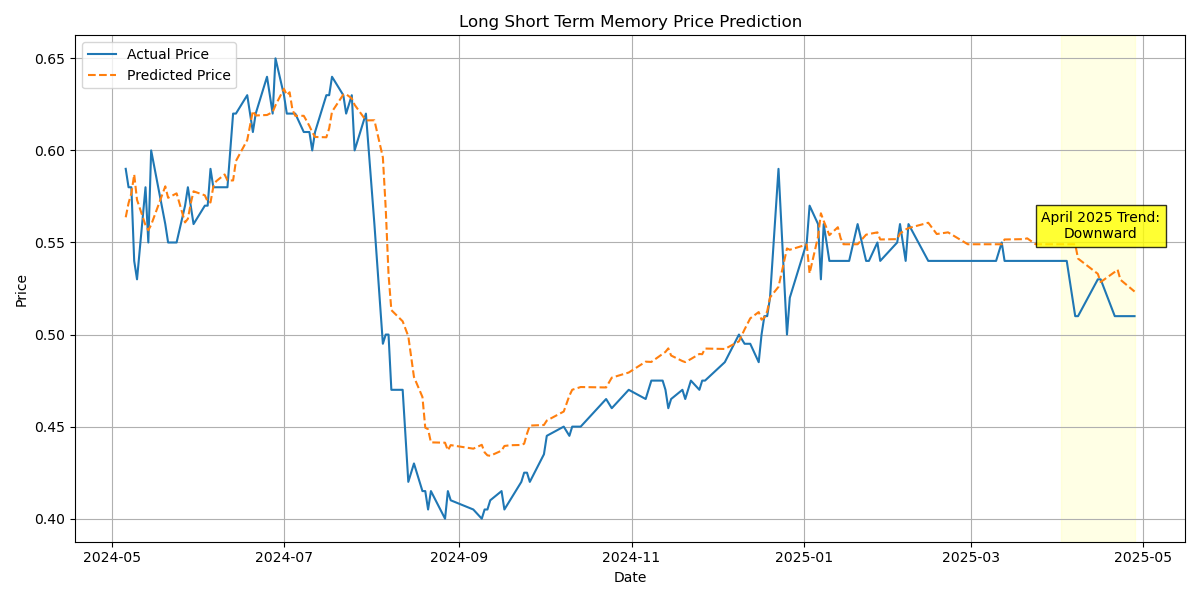 Long Short Term Memory Price Prediction
Actual Price
Predicted Price
0.65
0.60
0.55
0.50
0.45
0.40
Price
April 2025 Trend:
Downward
2024-05 2024-07 2024-09 2024-11 2025-01 2025-03 2025-05
Date